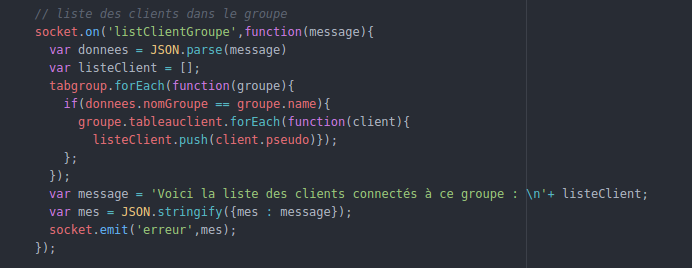 // liste des clients dans le groupe
socket.on('listClientGroupe',function(message){
  var donnees = JSON.parse(message)
  var listeClient = [];
  tabgroup.forEach(function(groupe){
    if(donnees.nomGroupe == groupe.name){
      groupe.tableauclient.forEach(function(client){
        listeClient.push(client.pseudo)});
    };
  });
  var message = 'Voici la liste des clients connectés à ce groupe : \n'+ listeClient;
  var mes = JSON.stringify({mes : message});
  socket.emit('erreur',mes);
});